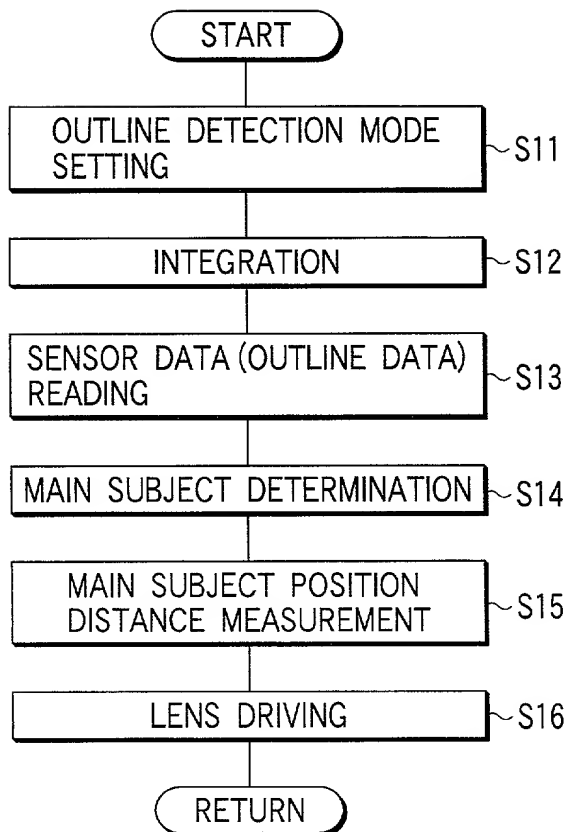 START
OUTLINE DETECTION MODE
SETTING
S11
INTEGRATION
S12
SENSOR DATA (OUTLINE DATA)
READING
S13
MAIN SUBJECT DETERMINATION
S14
MAIN SUBJECT POSITION
DISTANCE MEASUREMENT
S15
LENS DRIVING
S16
RETURN